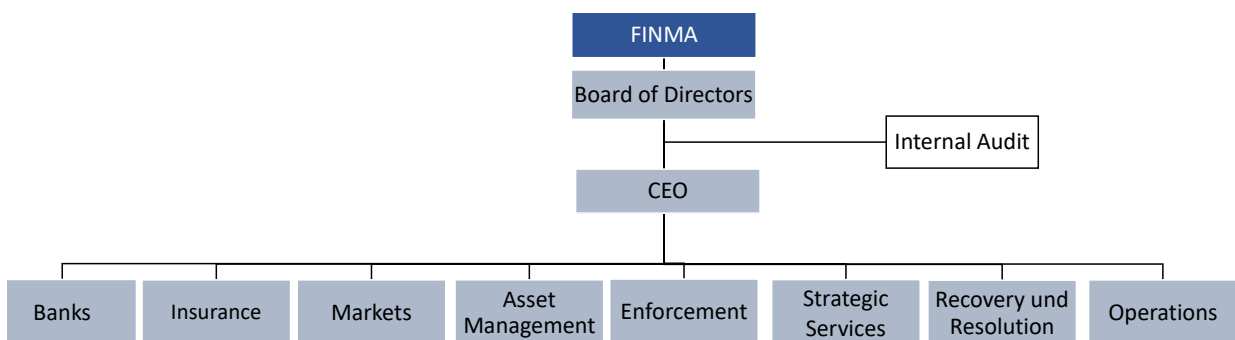 FINMA
Board of Directors
Internal Audit
CEO
Banks
Insurance
Markets
Asset
Management
Enforcement
Strategic
Services
Recovery und
Resolution
Operations